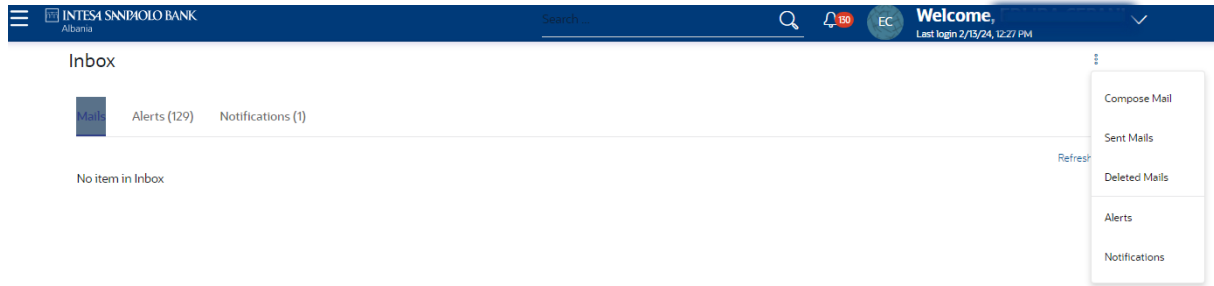 INTESA SANPAOLO BANK
Albania
Search ...
130
EC
Welcome,
Last login 2/13/24, 12:27 PM
Inbox
Mails Alerts (129) Notifications (1)
Refresh
No item in Inbox
Compose Mail
Sent Mails
Deleted Mails
Alerts
Notifications